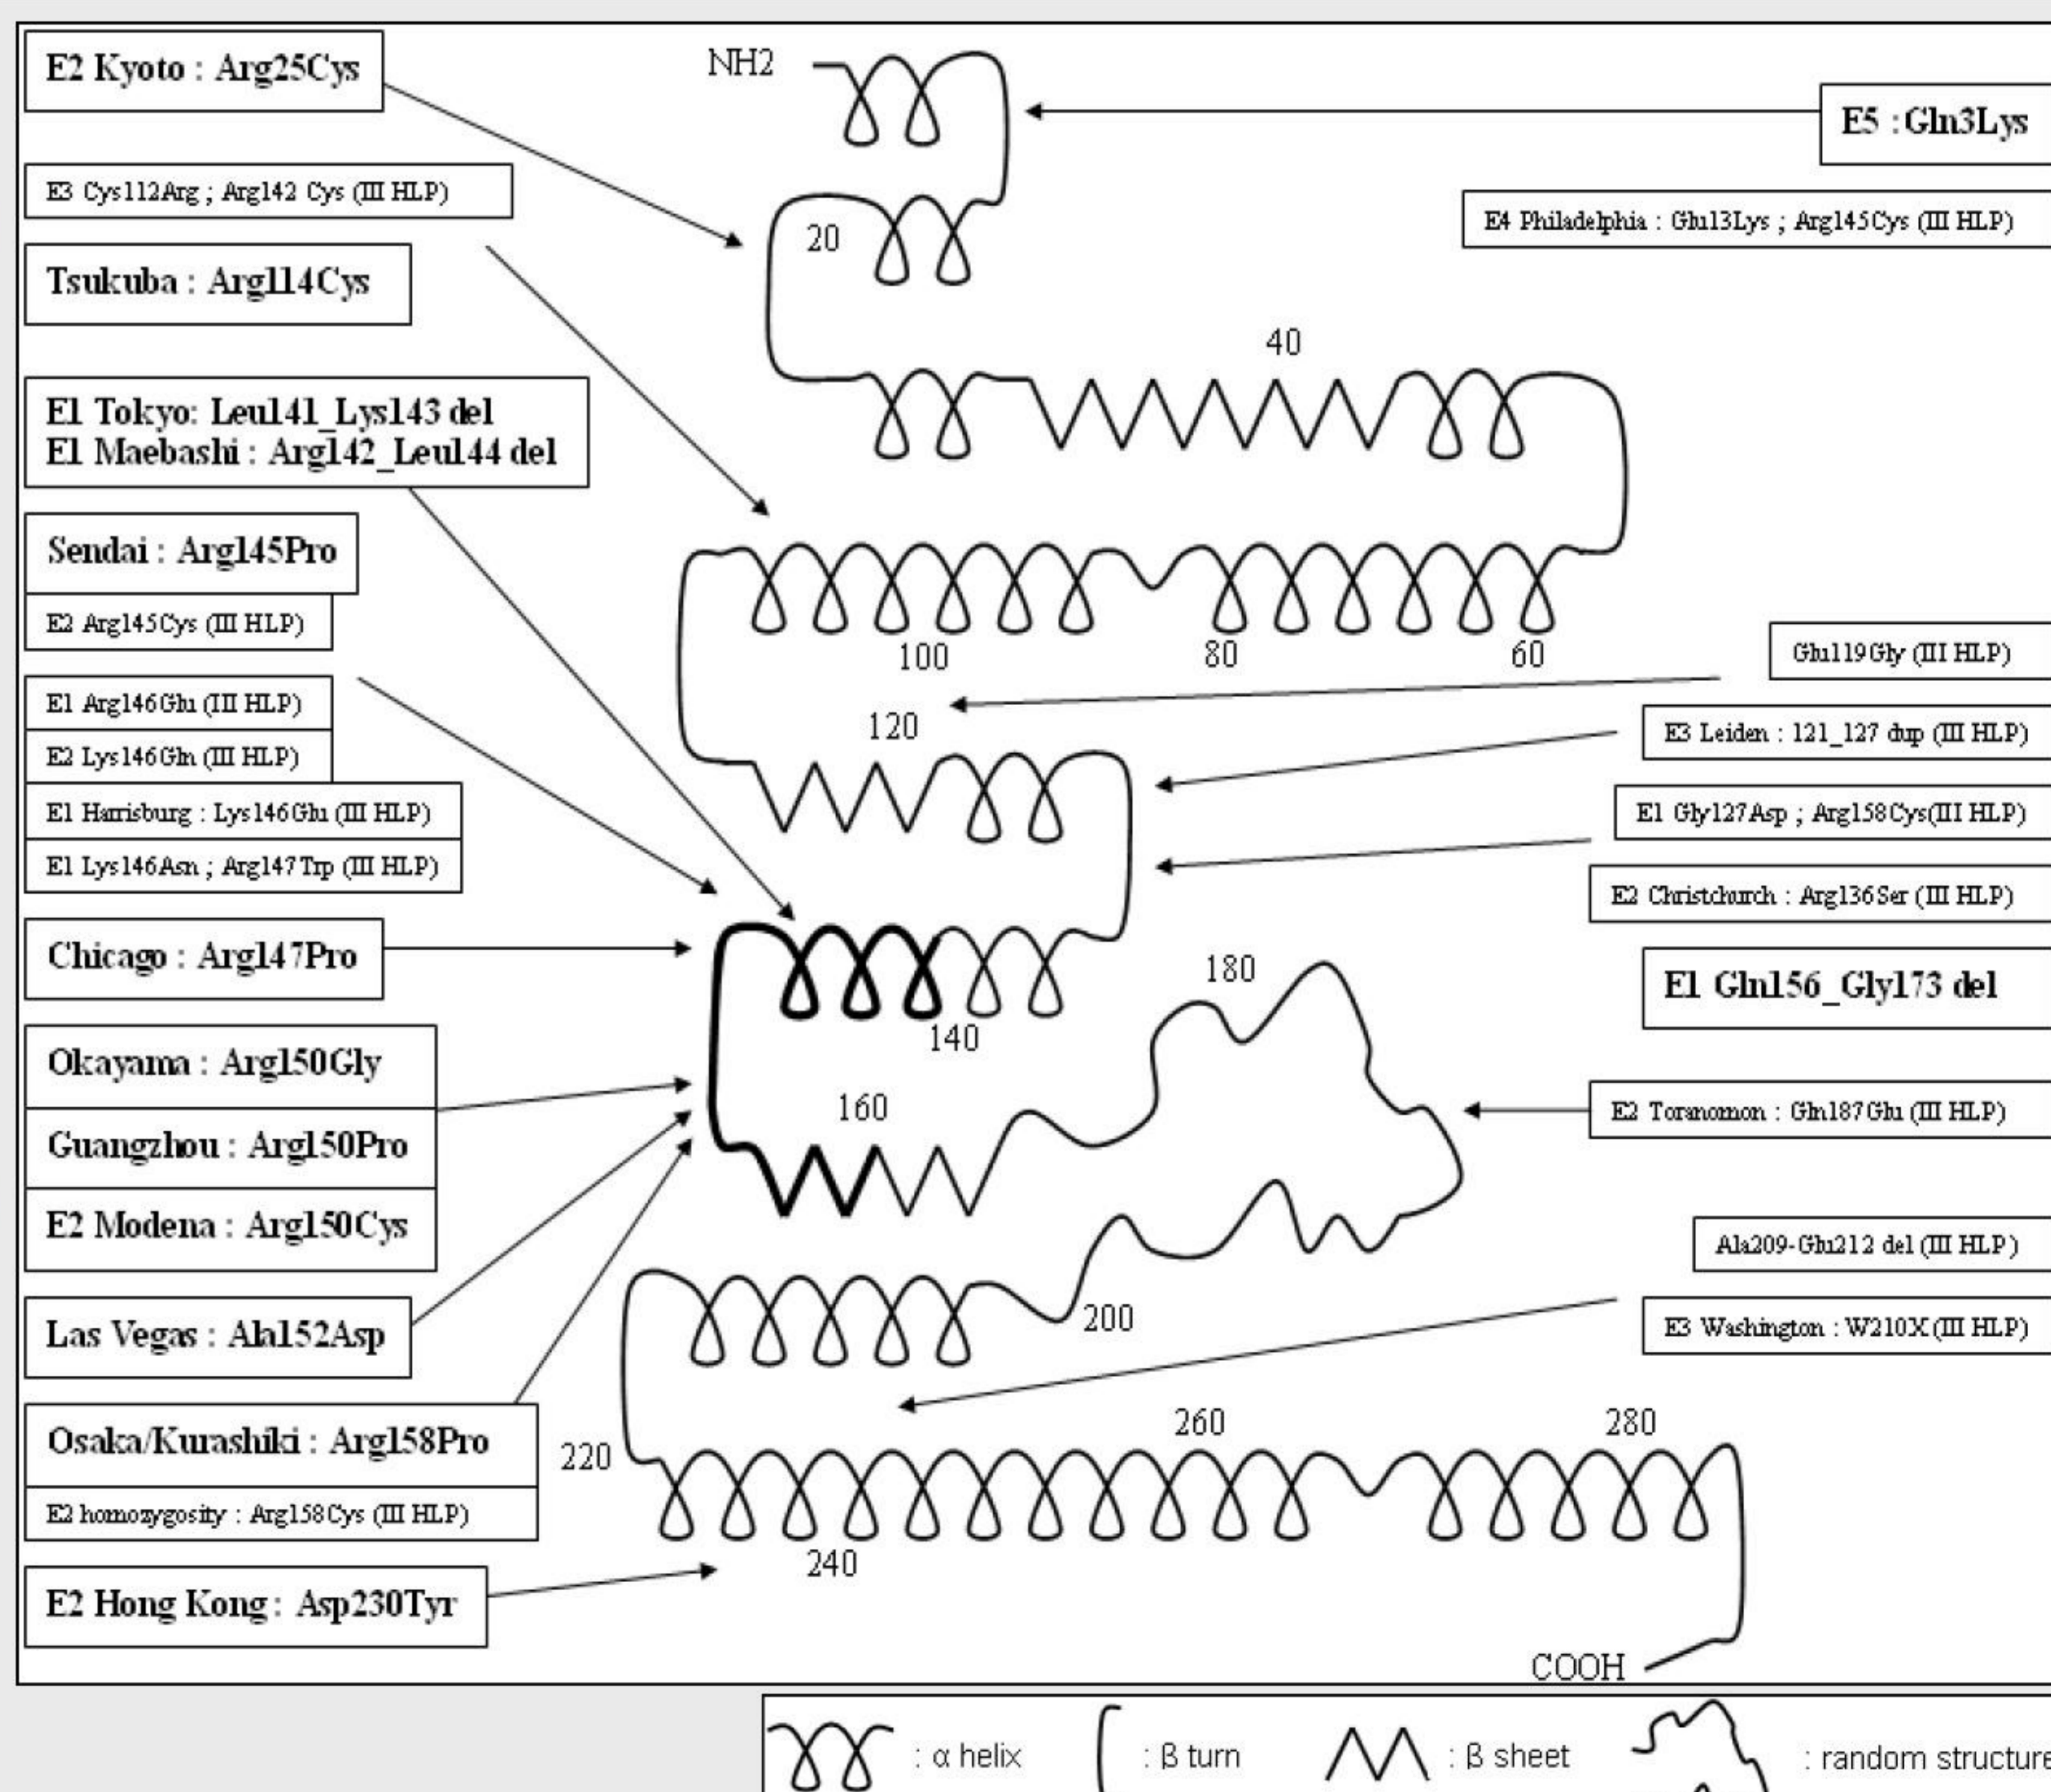 E2 Kyoto : Arg25Cys
E3 Cys112Arg ; Arg142 Cys (III HLP)
Tsukuba : Arg114Cys
E1 Tokyo: Leu141_Lys143 del
E1 Maebashi : Arg142_Leu144 del
Sendai : Arg145Pro
E2 Arg145Cys (III HLP)
E1 Arg146Glu (III HLP)
E2 Lys146Gln (III HLP)
E1 Harrisburg : Lys146Glu (III HLP)
E1 Lys146Asn ; Arg147Trp (III HLP)
Chicago : Arg147Pro
Okayama : Arg150Gly
Guangzhou : Arg150Pro
E2 Modena : Arg150Cys
Las Vegas : Ala152Asp
Osaka/Kurashiki : Arg158Pro
E2 homozygosity : Arg158Cys (III HLP)
E2 Hong Kong : Asp230Tyr
NH2
20
40
100
80
60
120
140
180
160
200
220
260
280
240
COOH
E5 :Gln3Lys
E4 Philadelphia : Glu13Lys ; Arg145Cys (III HLP)
Glu119Gly (III HLP)
E3 Leiden : 121_127 dup (III HLP)
E1 Gly127Asp ; Arg158Cys(III HLP)
E2 Christchurch : Arg136Ser (III HLP)
E1 Gln156_Gly173 del
E2 Toranomon : Gln187Glu (III HLP)
Ala209-Glu212 del (III HLP)
E3 Washington : W210X (III HLP)
: α helix
: β turn
: β sheet
: random structure